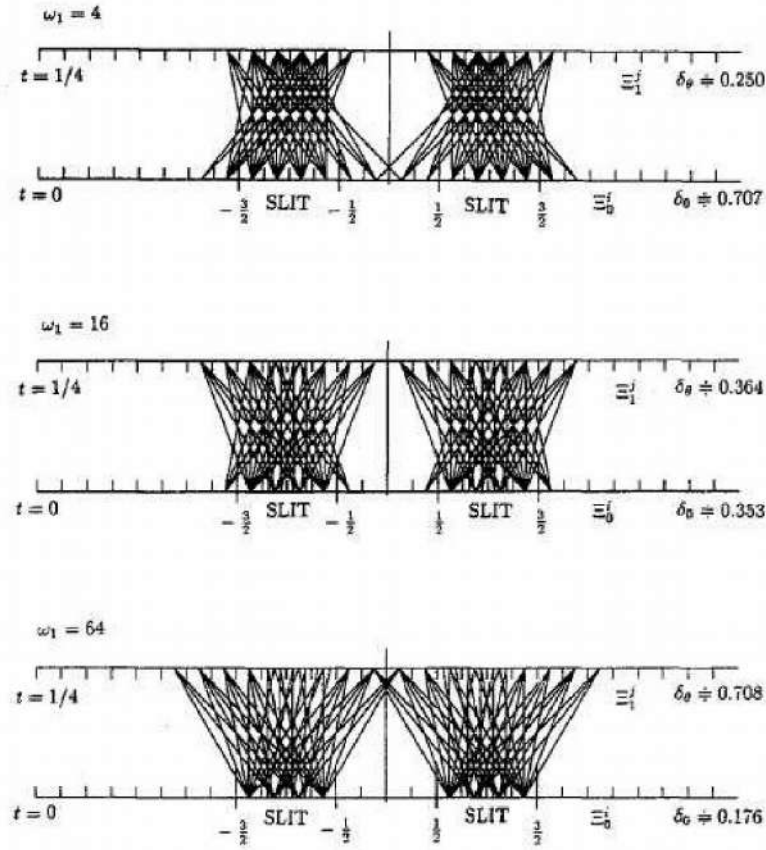 ω₁ = 4
t = 1/4 Ξ₁ʲ δ_θ ≑ 0.250
t = 0 SLIT SLIT Ξ₀ⁱ δ₀ ≑ 0.707
− 3/2 − 1/2 1/2 3/2
ω₁ = 16
t = 1/4 Ξ₁ʲ δ_θ ≑ 0.364
t = 0 SLIT SLIT Ξ₀ⁱ δ₀ ≑ 0.353
− 3/2 − 1/2 1/2 3/2
ω₁ = 64
t = 1/4 Ξ₁ʲ δ_θ ≑ 0.708
t = 0 SLIT SLIT Ξ₀ⁱ δ₀ ≑ 0.176
− 3/2 − 1/2 1/2 3/2